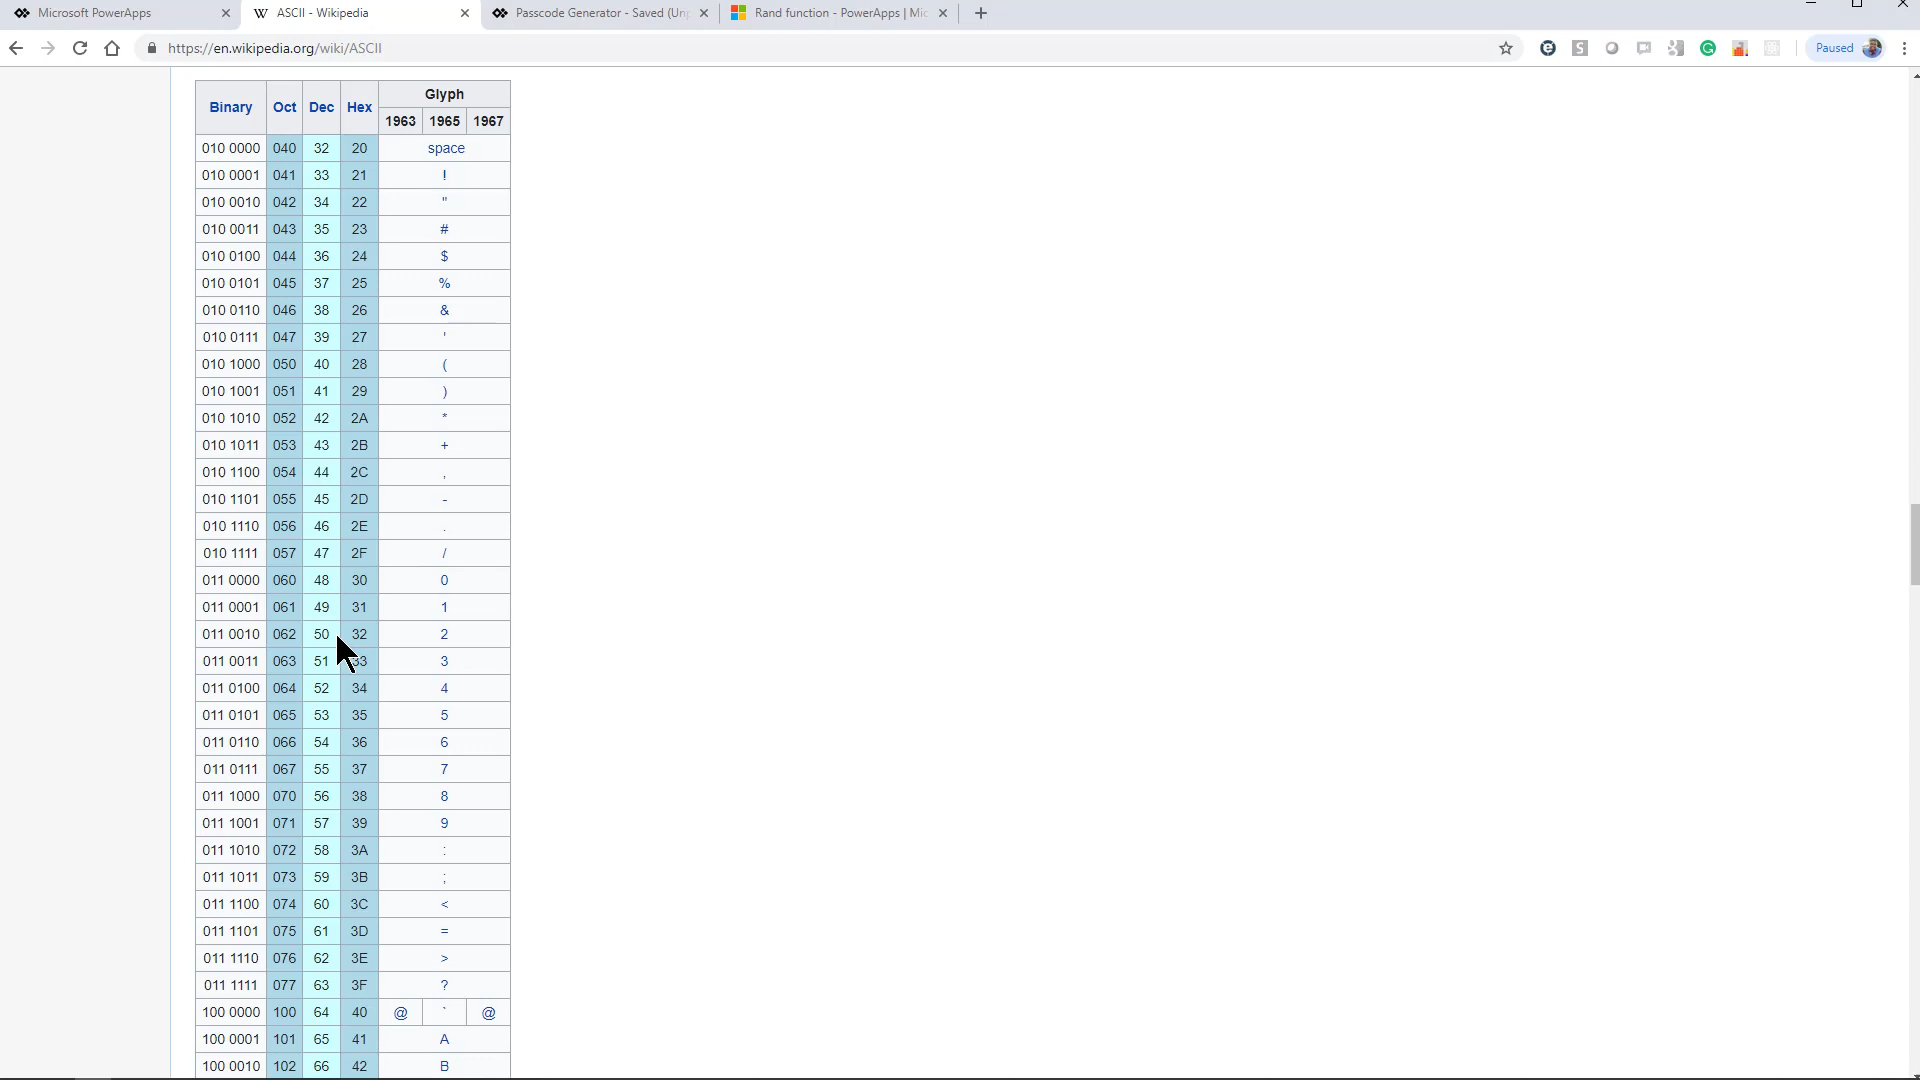 Microsoft PowerApps
ASCII - Wikipedia
Passcode Generator - Saved (Un
Rand function - PowerApps | Mic
https://en.wikipedia.org/wiki/ASCII
Paused
Binary Oct Dec Hex Glyph
1963 1965 1967
010 0000 040 32 20 space
010 0001 041 33 21 !
010 0010 042 34 22 "
010 0011 043 35 23 #
010 0100 044 36 24 $
010 0101 045 37 25 %
010 0110 046 38 26 &
010 0111 047 39 27 '
010 1000 050 40 28 (
010 1001 051 41 29 )
010 1010 052 42 2A *
010 1011 053 43 2B +
010 1100 054 44 2C ,
010 1101 055 45 2D -
010 1110 056 46 2E .
010 1111 057 47 2F /
011 0000 060 48 30 0
011 0001 061 49 31 1
011 0010 062 50 32 2
011 0011 063 51 33 3
011 0100 064 52 34 4
011 0101 065 53 35 5
011 0110 066 54 36 6
011 0111 067 55 37 7
011 1000 070 56 38 8
011 1001 071 57 39 9
011 1010 072 58 3A :
011 1011 073 59 3B ;
011 1100 074 60 3C <
011 1101 075 61 3D =
011 1110 076 62 3E >
011 1111 077 63 3F ?
100 0000 100 64 40 @ ` @
100 0001 101 65 41 A
100 0010 102 66 42 B